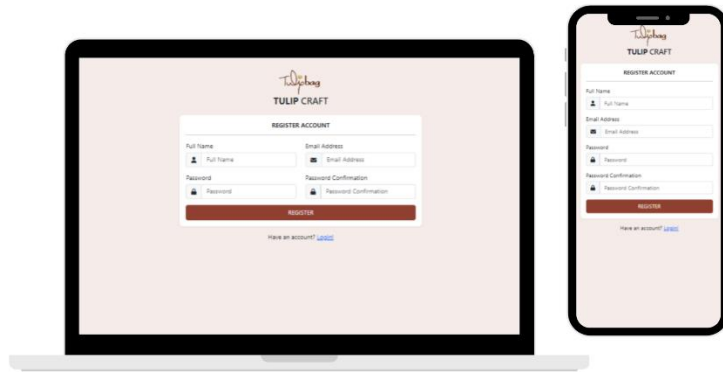 Tulipbag
TULIP CRAFT
REGISTER ACCOUNT
Full Name Email Address
Full Name Email Address
Password Password Confirmation
Password Password Confirmation
REGISTER
Have an account? Login!
Tulipbag
TULIP CRAFT
REGISTER ACCOUNT
Full Name
Full Name
Email Address
Email Address
Password
Password
Password Confirmation
Password Confirmation
REGISTER
Have an account? Login!